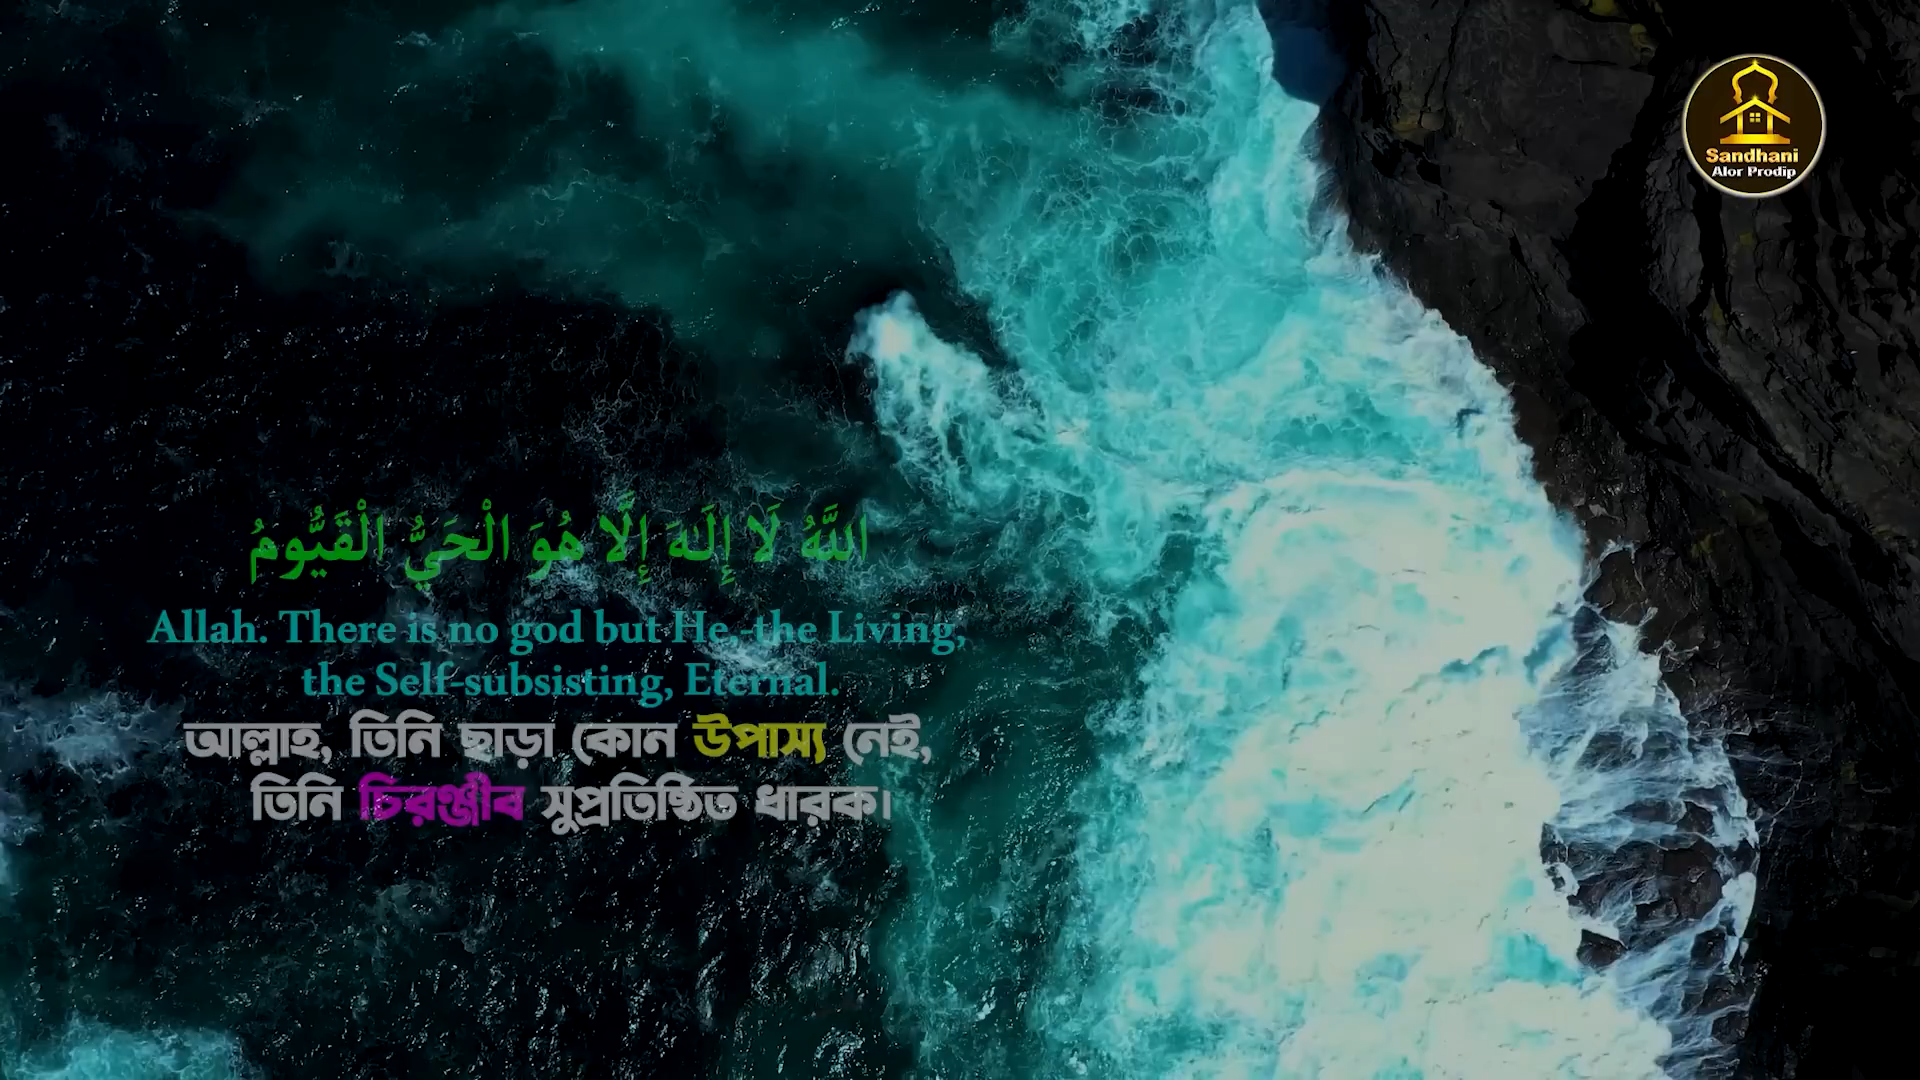 Sandhani
Alor Prodip
اللَّهُ لَا إِلَٰهَ إِلَّا هُوَ الْحَيُّ الْقَيُّومُ
Allah. There is no god but He,-the Living,
the Self-subsisting, Eternal.
আল্লাহ, তিনি ছাড়া কোন উপাস্য নেই,
তিনি চিরঞ্জীব সুপ্রতিষ্ঠিত ধারক।